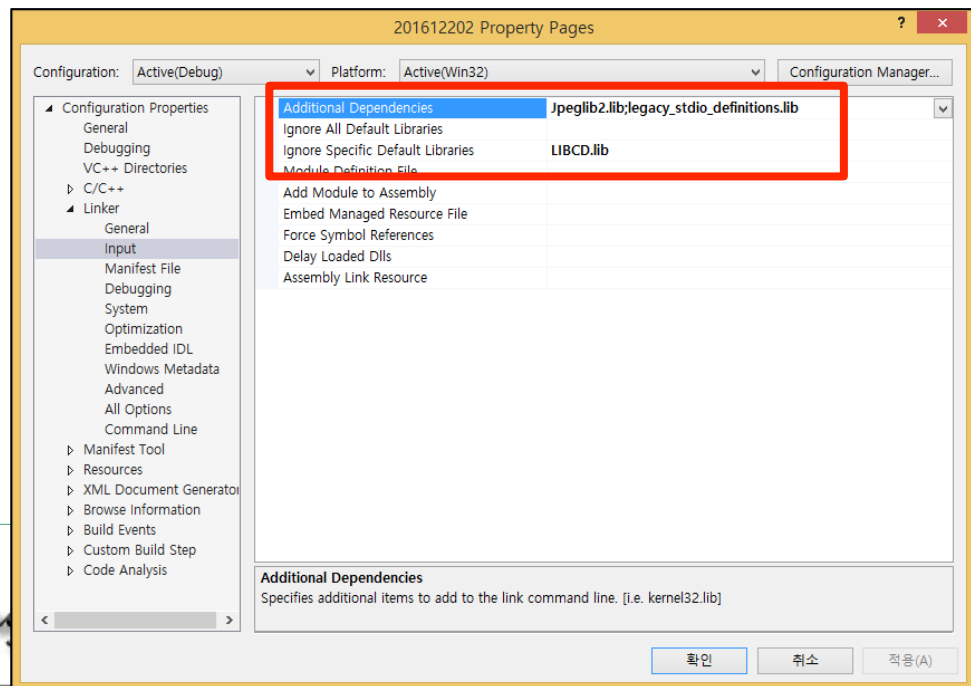 201612202 Property Pages
? ×
Configuration: Active(Debug) Platform: Active(Win32) Configuration Manager...
Configuration Properties
General
Debugging
VC++ Directories
C/C++
Linker
General
Input
Manifest File
Debugging
System
Optimization
Embedded IDL
Windows Metadata
Advanced
All Options
Command Line
Manifest Tool
Resources
XML Document Generator
Browse Information
Build Events
Custom Build Step
Code Analysis
Additional Dependencies Jpeglib2.lib;legacy_stdio_definitions.lib
Ignore All Default Libraries
Ignore Specific Default Libraries LIBCD.lib
Module Definition File
Add Module to Assembly
Embed Managed Resource File
Force Symbol References
Delay Loaded Dlls
Assembly Link Resource
Additional Dependencies
Specifies additional items to add to the link command line. [i.e. kernel32.lib]
확인 취소 적용(A)